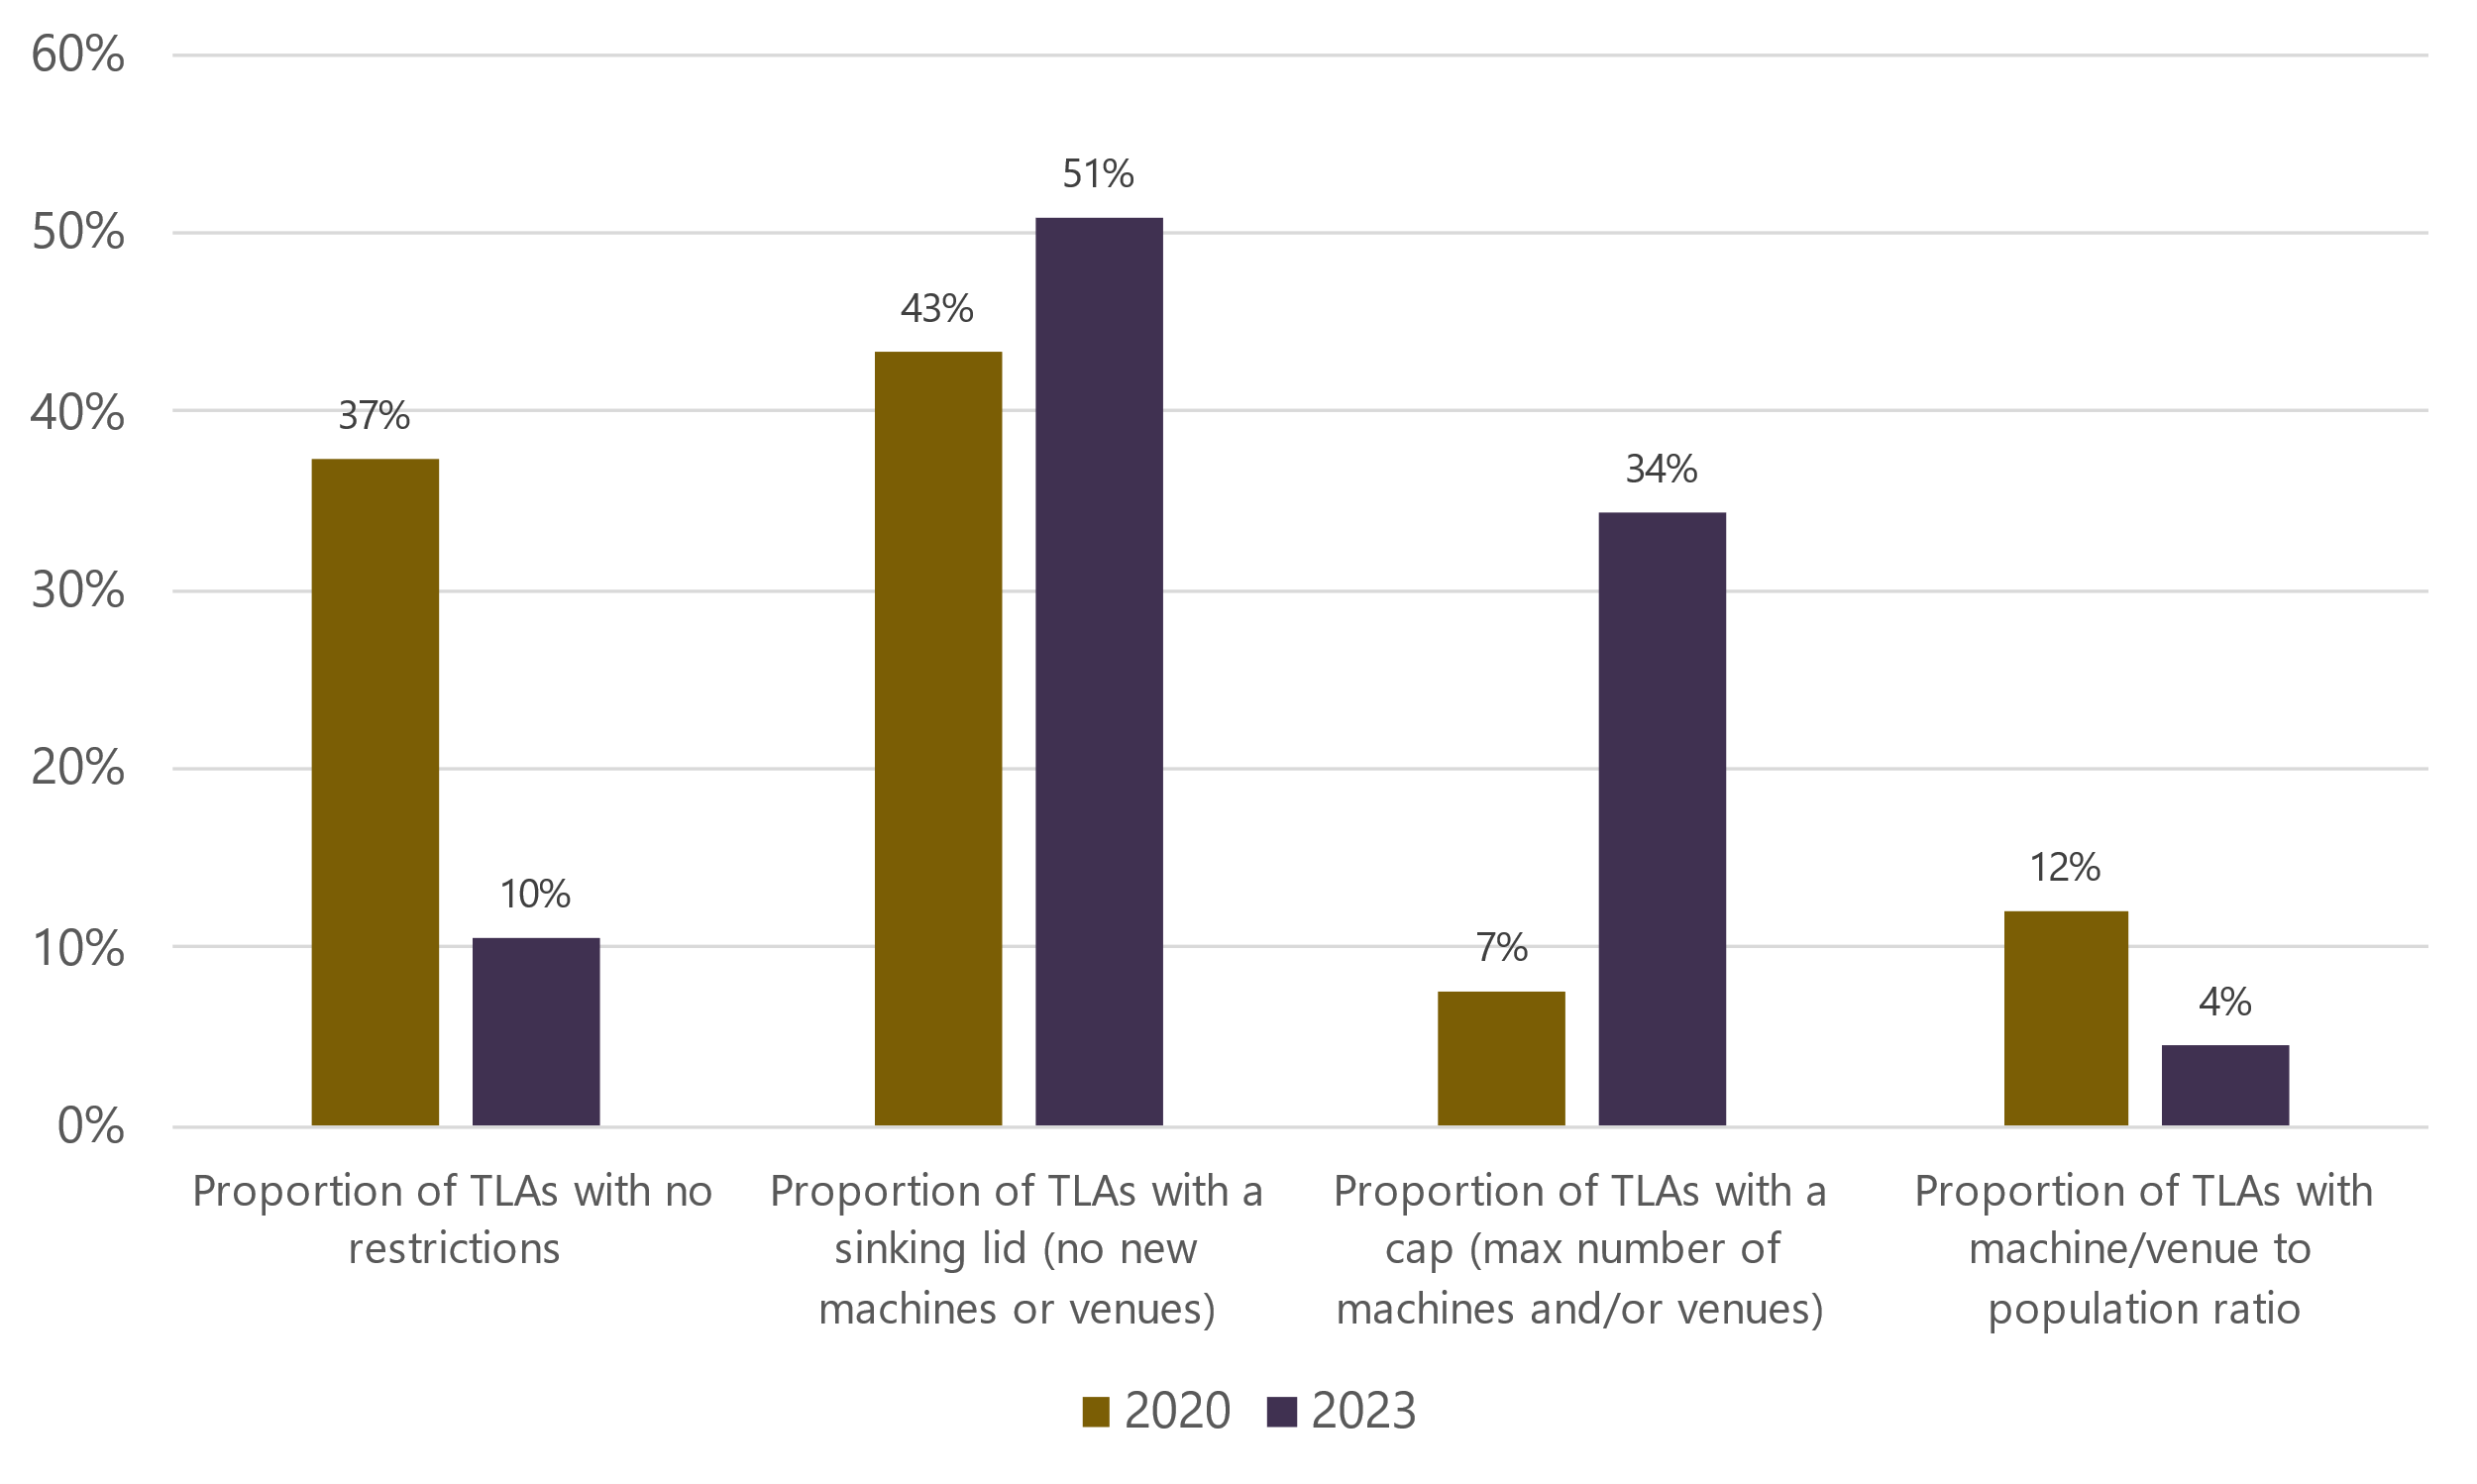 60%
50%
40%
30%
20%
10%
0%
37%
10%
43%
51%
7%
34%
12%
4%
Proportion of TLAs with no
restrictions
Proportion of TLAs with a
sinking lid (no new
machines or venues)
Proportion of TLAs with a
cap (max number of
machines and/or venues)
Proportion of TLAs with
machine/venue to
population ratio
2020 2023